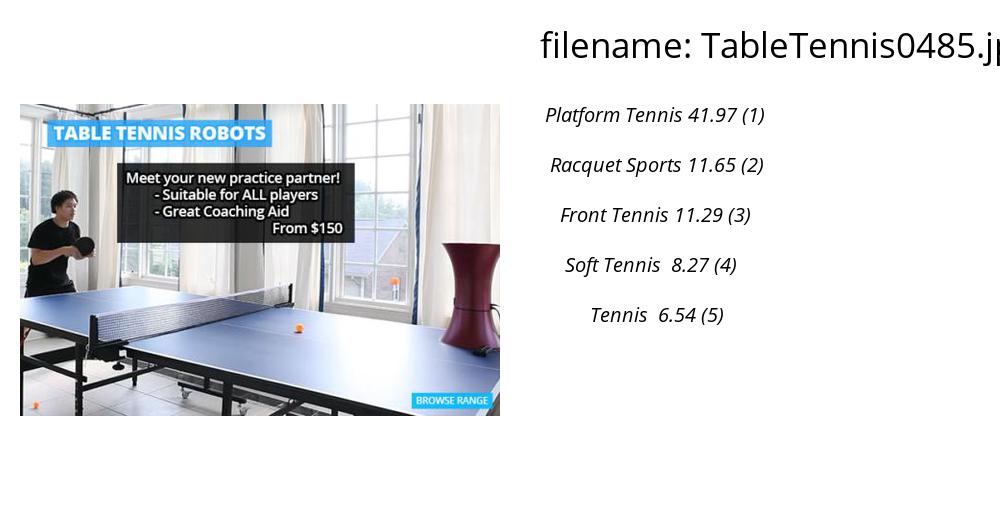 filename: TableTennis0485.jp
TABLE TENNIS ROBOTS
Meet your new practice partner!
- Suitable for ALL players
- Great Coaching Aid
From $150
BROWSE RANGE
Platform Tennis 41.97 (1)
Racquet Sports 11.65 (2)
Front Tennis 11.29 (3)
Soft Tennis 8.27 (4)
Tennis 6.54 (5)